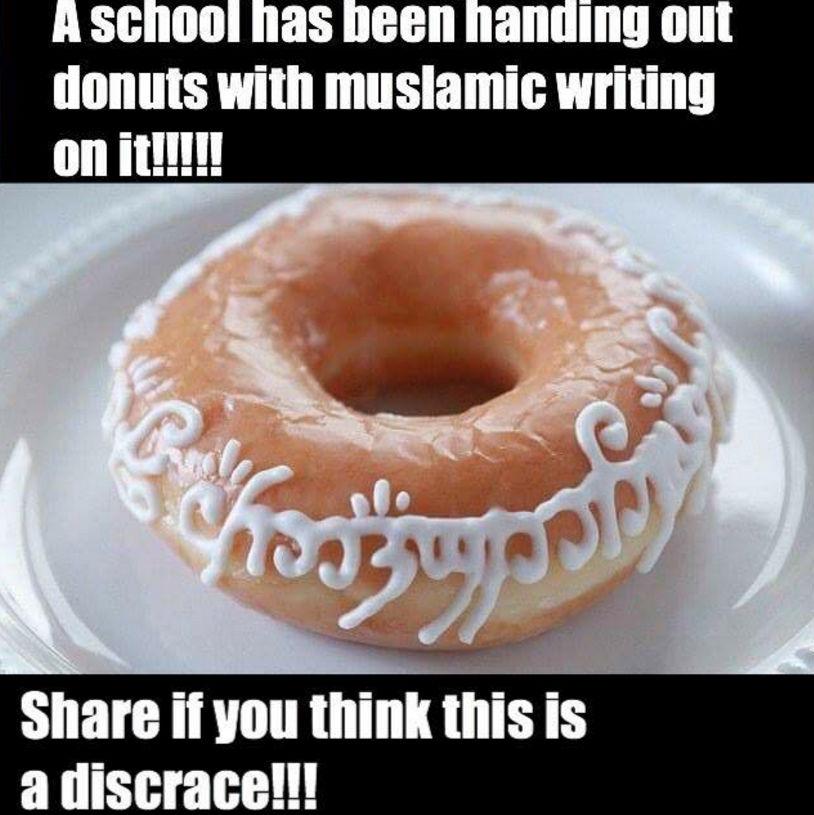 A school has been handing out
donuts with muslamic writing
on it!!!!!
Share if you think this is
a discrace!!!